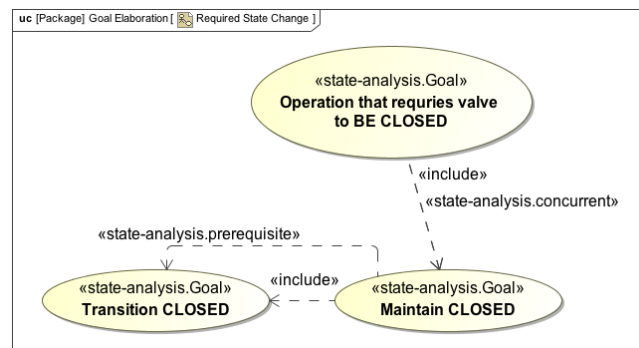 uc [Package] Goal Elaboration [ Required State Change ]
«state-analysis.Goal»
Operation that requries valve
to BE CLOSED
«include»
«state-analysis.concurrent»
«state-analysis.prerequisite»
«state-analysis.Goal»
Transition CLOSED
«include»
«state-analysis.Goal»
Maintain CLOSED